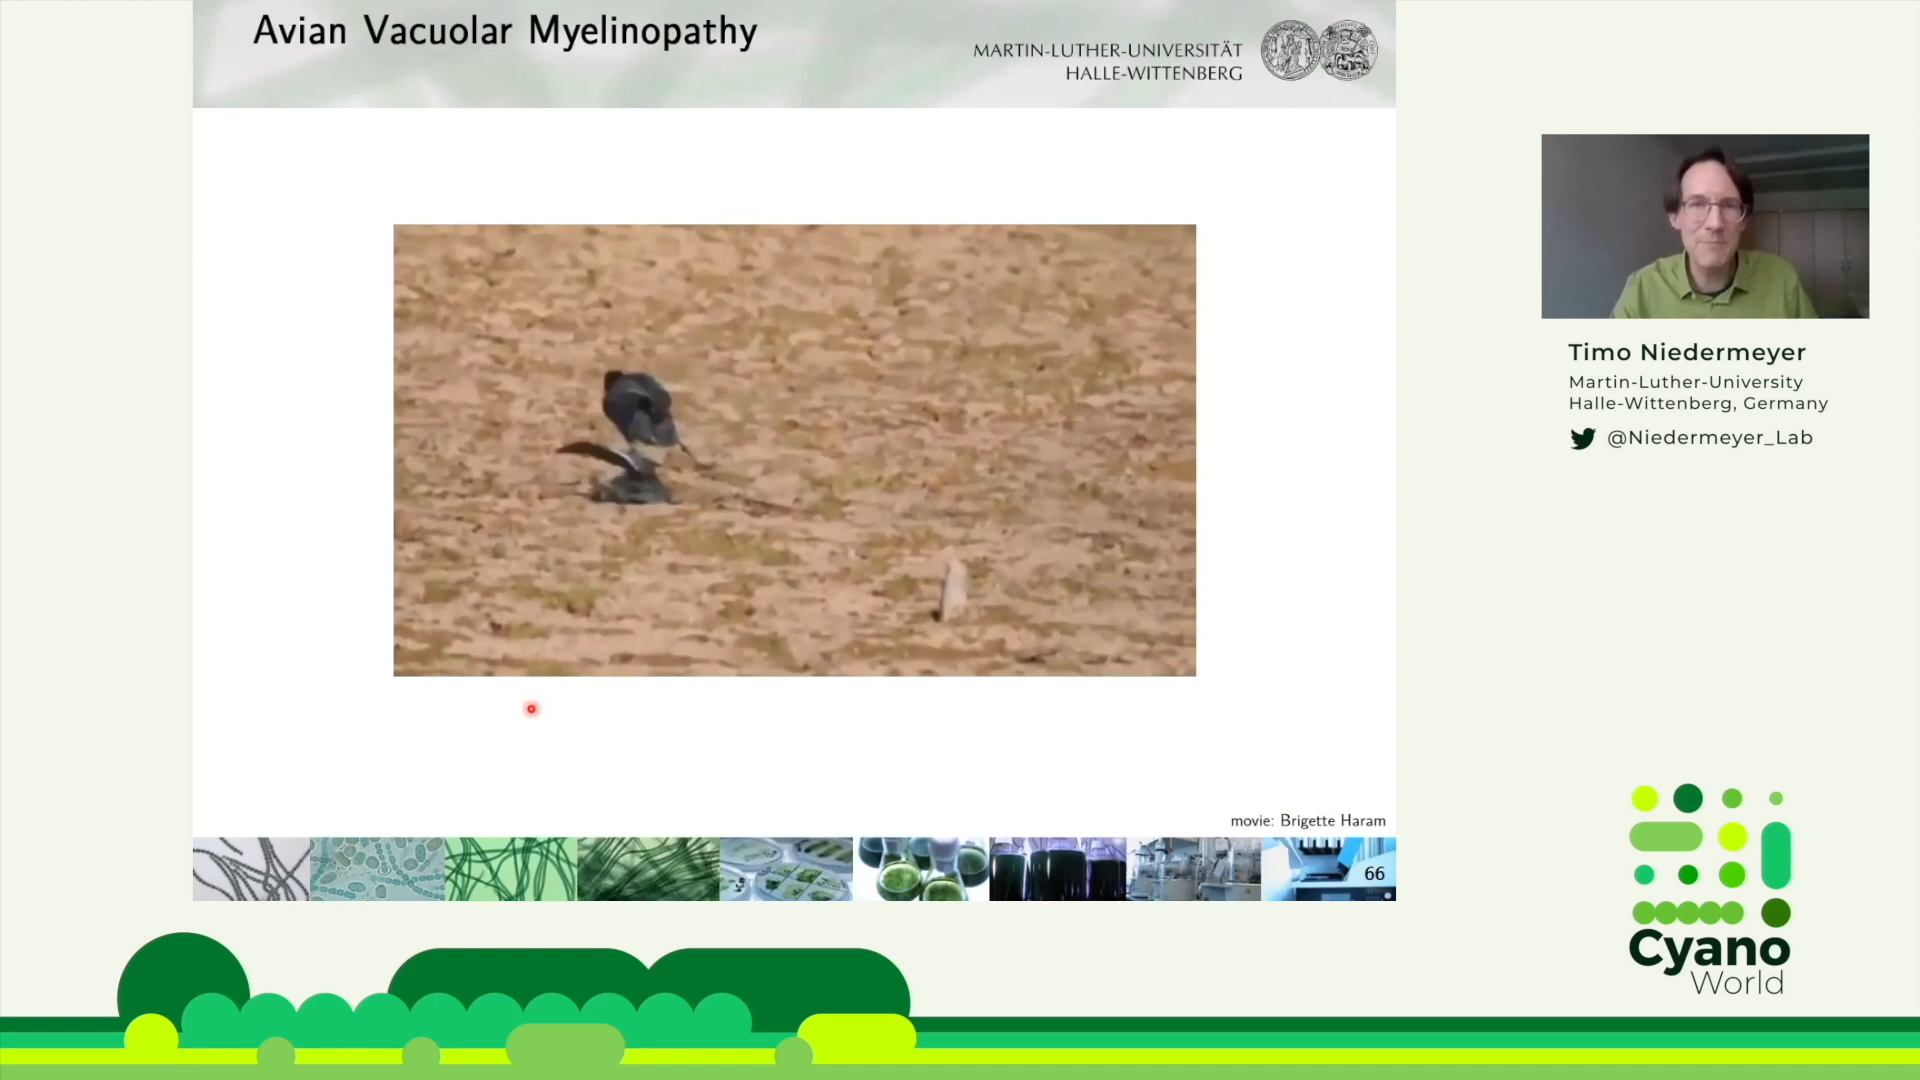 Avian Vacuolar Myelinopathy
MARTIN-LUTHER-UNIVERSITÄT
HALLE-WITTENBERG
Timo Niedermeyer
Martin-Luther-University
Halle-Wittenberg, Germany
@Niedermeyer_Lab
movie: Brigette Haram
66
Cyano
World